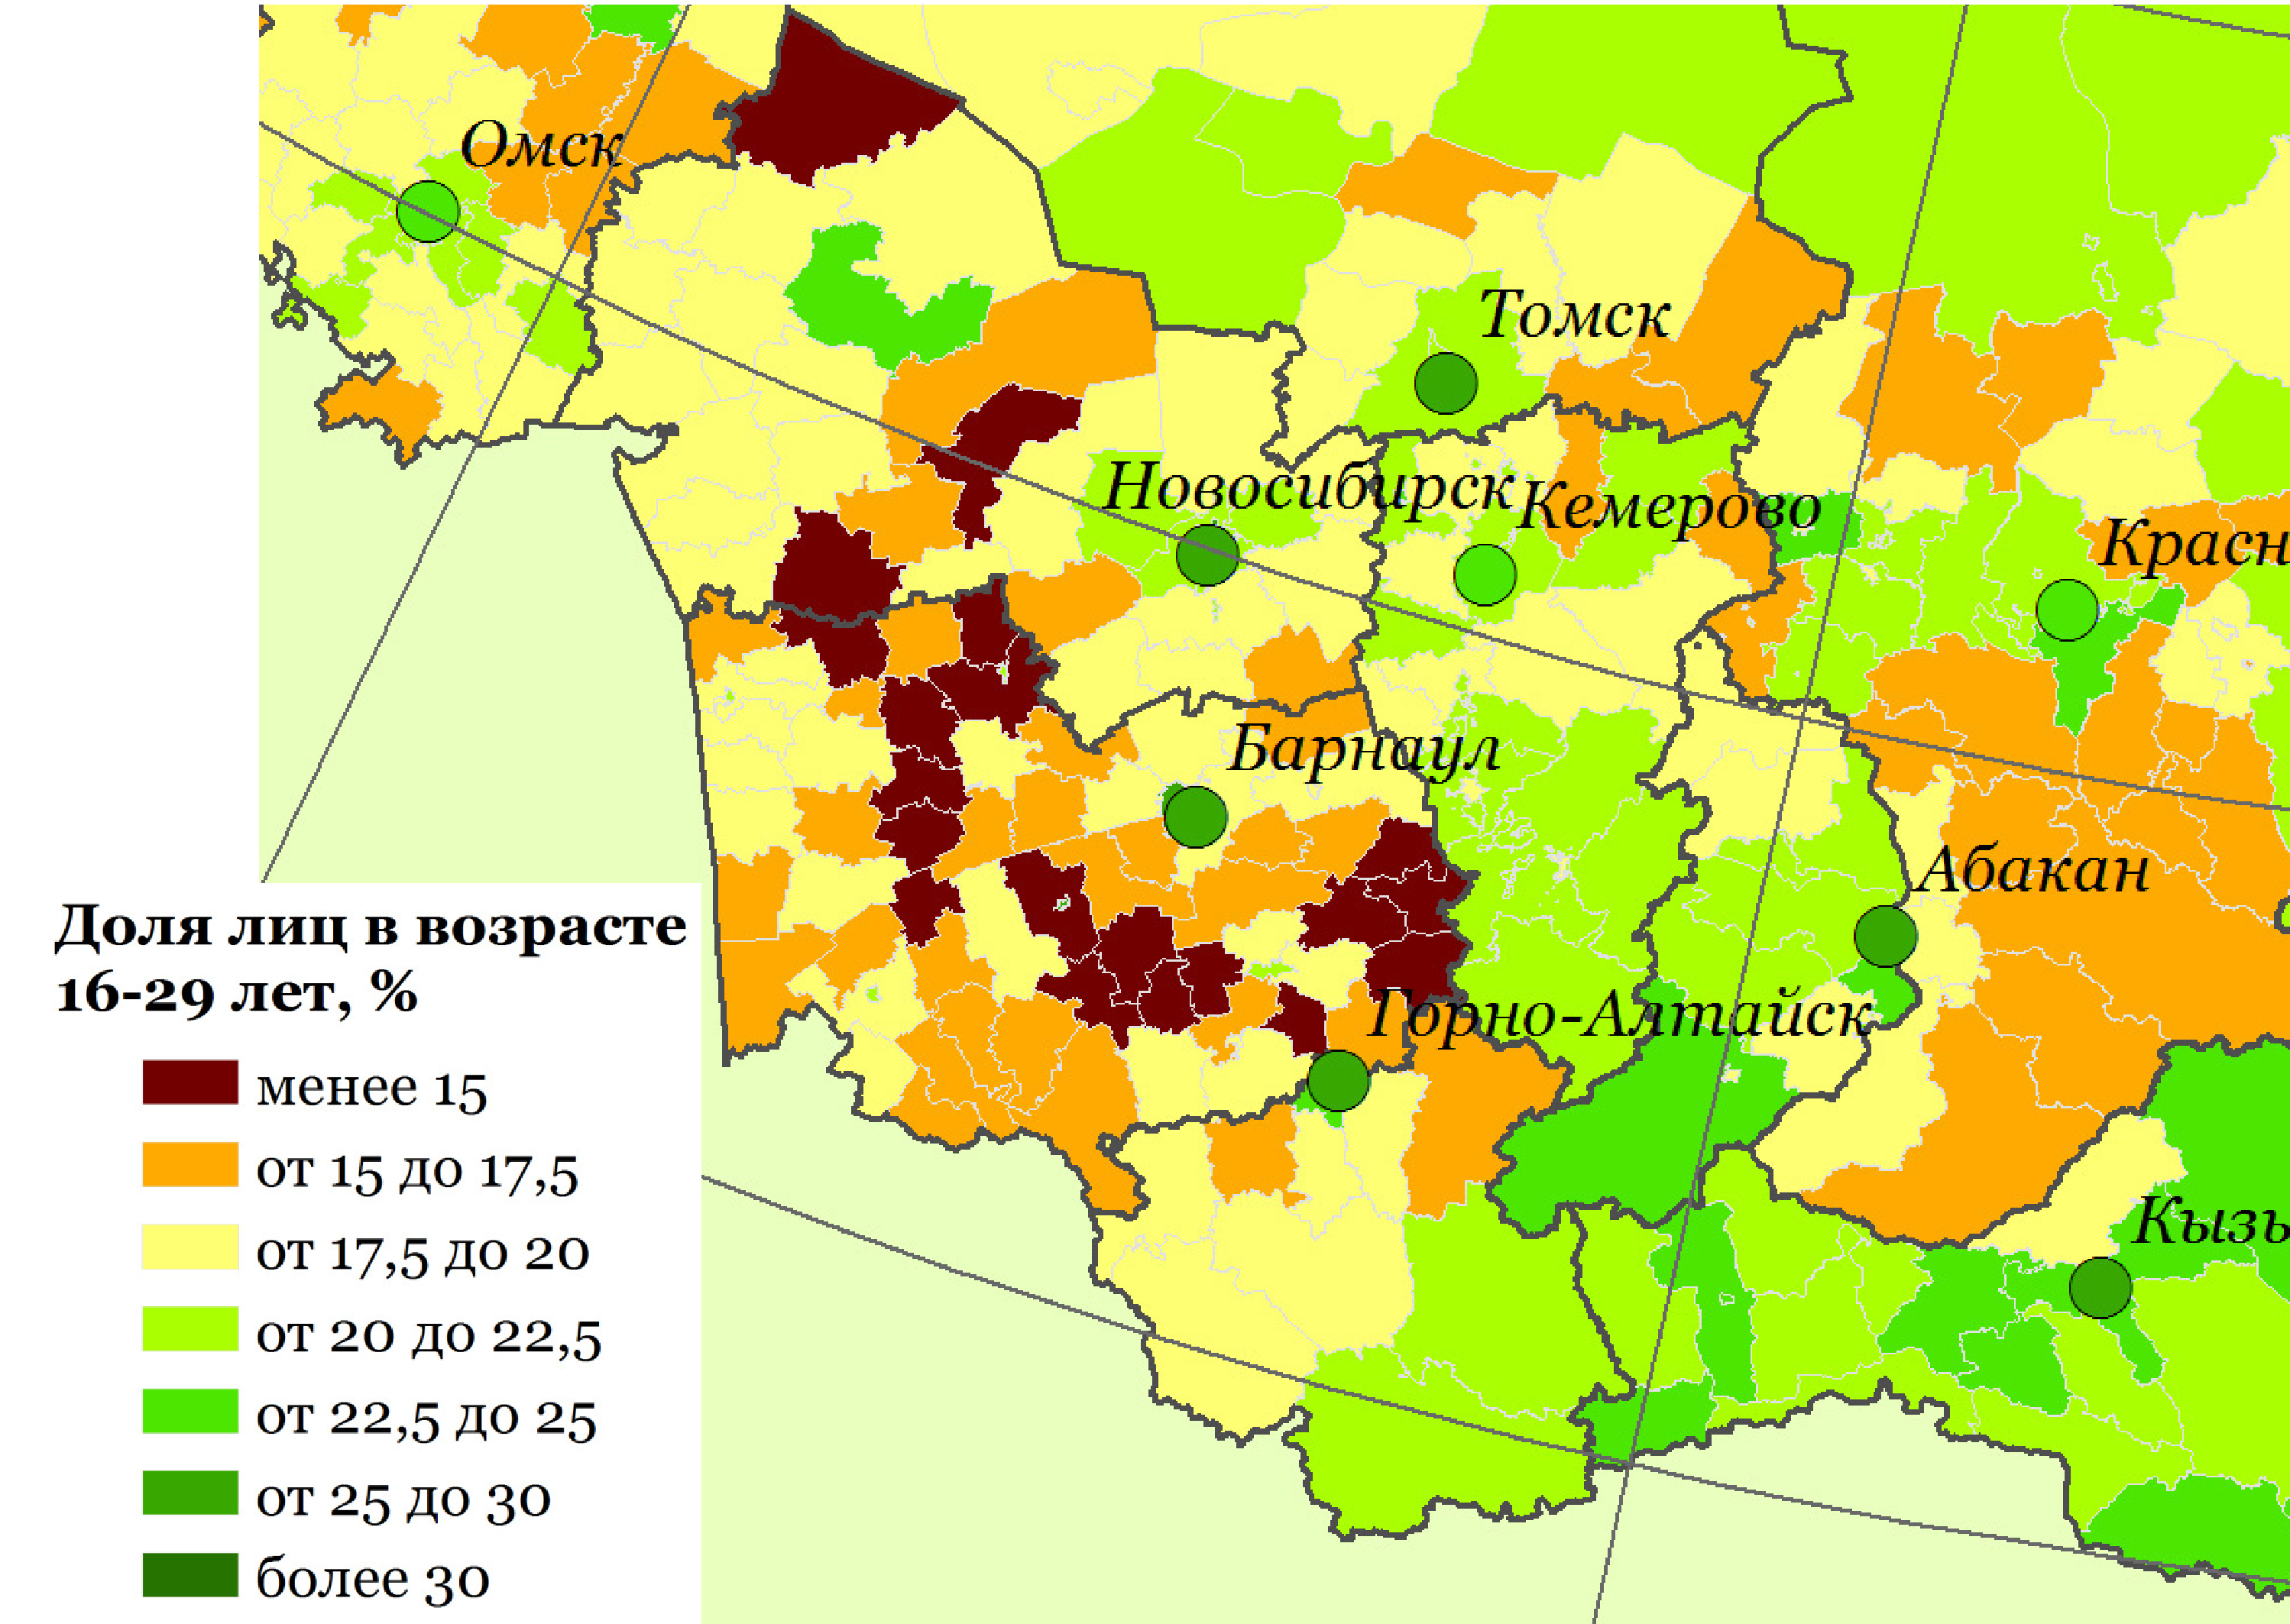 Омск
Томск
Новосибирск
Кемерово
Красн
Барнаул
Абакан
Горно-Алтайск
Кызы
Доля лиц в возрасте
16-29 лет, %
менее 15
от 15 до 17,5
от 17,5 до 20
от 20 до 22,5
от 22,5 до 25
от 25 до 30
более 30